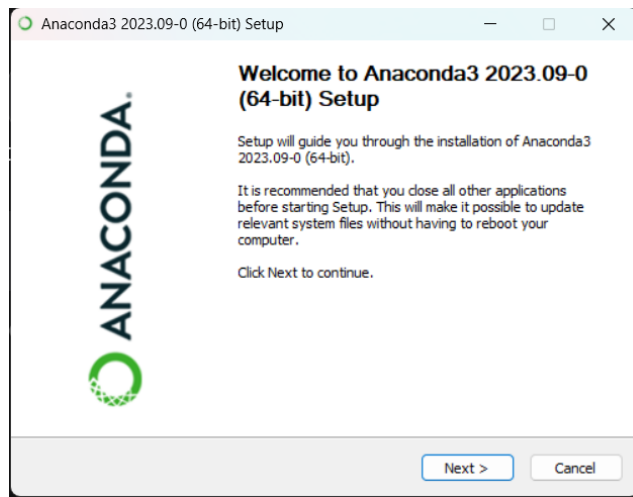 Anaconda3 2023.09-0 (64-bit) Setup
ANACONDA.
Welcome to Anaconda3 2023.09-0
(64-bit) Setup
Setup will guide you through the installation of Anaconda3
2023.09-0 (64-bit).
It is recommended that you close all other applications
before starting Setup. This will make it possible to update
relevant system files without having to reboot your
computer.
Click Next to continue.
Next >
Cancel